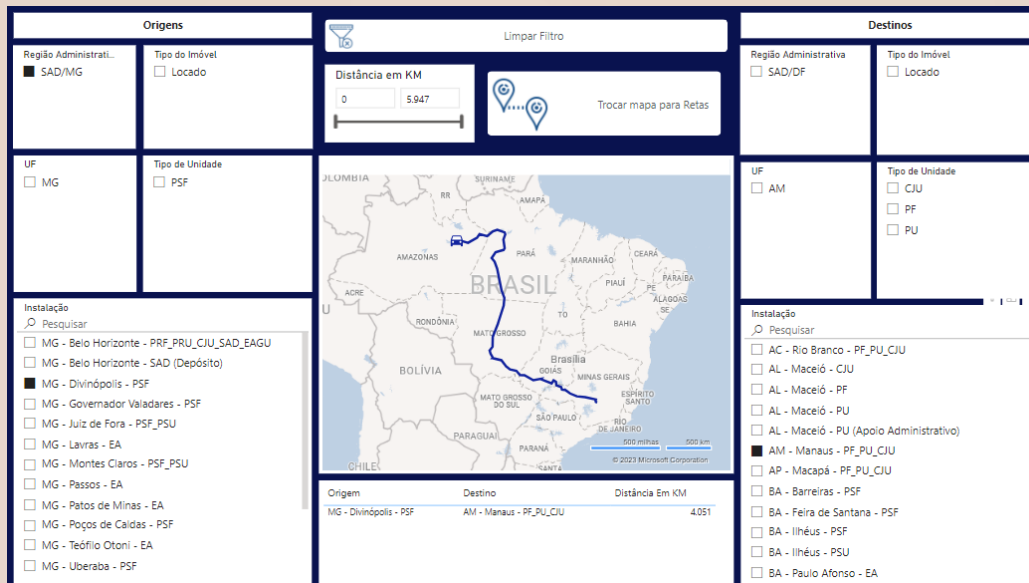 Origens
Região Administrati...
SAD/MG
Tipo do Imóvel
Locado
UF
MG
Tipo de Unidade
PSF
Instalação
Pesquisar
MG - Belo Horizonte - PRF_PRU_CJU_SAD_EAGU
MG - Belo Horizonte - SAD (Depósito)
MG - Divinópolis - PSF
MG - Governador Valadares - PSF
MG - Juiz de Fora - PSF_PSU
MG - Lavras - EA
MG - Montes Claros - PSF_PSU
MG - Passos - EA
MG - Patos de Minas - EA
MG - Poços de Caldas - PSF
MG - Teófilo Otoni - EA
MG - Uberaba - PSF
Limpar Filtro
Distância em KM
0
5.947
Trocar mapa para Retas
SURINAME
RR
AMAPÁ
AMAZONAS
PARÁ
MARANHÃO
CEARÁ
BRASIL
PIAUÍ
PARAÍBA
PE
ALAGOAS
SE
ACRE
RONDÔNIA
TO
BAHIA
MATO GROSSO
Brasília
GOIÁS
BOLÍVIA
MINAS GERAIS
MATO GROSSO
DO SUL
ESPÍRITO
SANTO
SÃO PAULO
RIO
DE JANEIRO
PARAGUAI
PARANÁ
500 milhas
500 km
© 2023 Microsoft Corporation
CHILE
SANTA
Origem
Destino
Distância Em KM
MG - Divinópolis - PSF
AM - Manaus - PF_PU_CJU
4.051
Destinos
Região Administrativa
SAD/DF
Tipo do Imóvel
Locado
UF
AM
Tipo de Unidade
CJU
PF
PU
Instalação
Pesquisar
AC - Rio Branco - PF_PU_CJU
AL - Maceió - CJU
AL - Maceió - PF
AL - Maceió - PU
AL - Maceió - PU (Apoio Administrativo)
AM - Manaus - PF_PU_CJU
AP - Macapá - PF_PU_CJU
BA - Barreiras - PSF
BA - Feira de Santana - PSF
BA - Ilhéus - PSF
BA - Ilhéus - PSU
BA - Paulo Afonso - EA